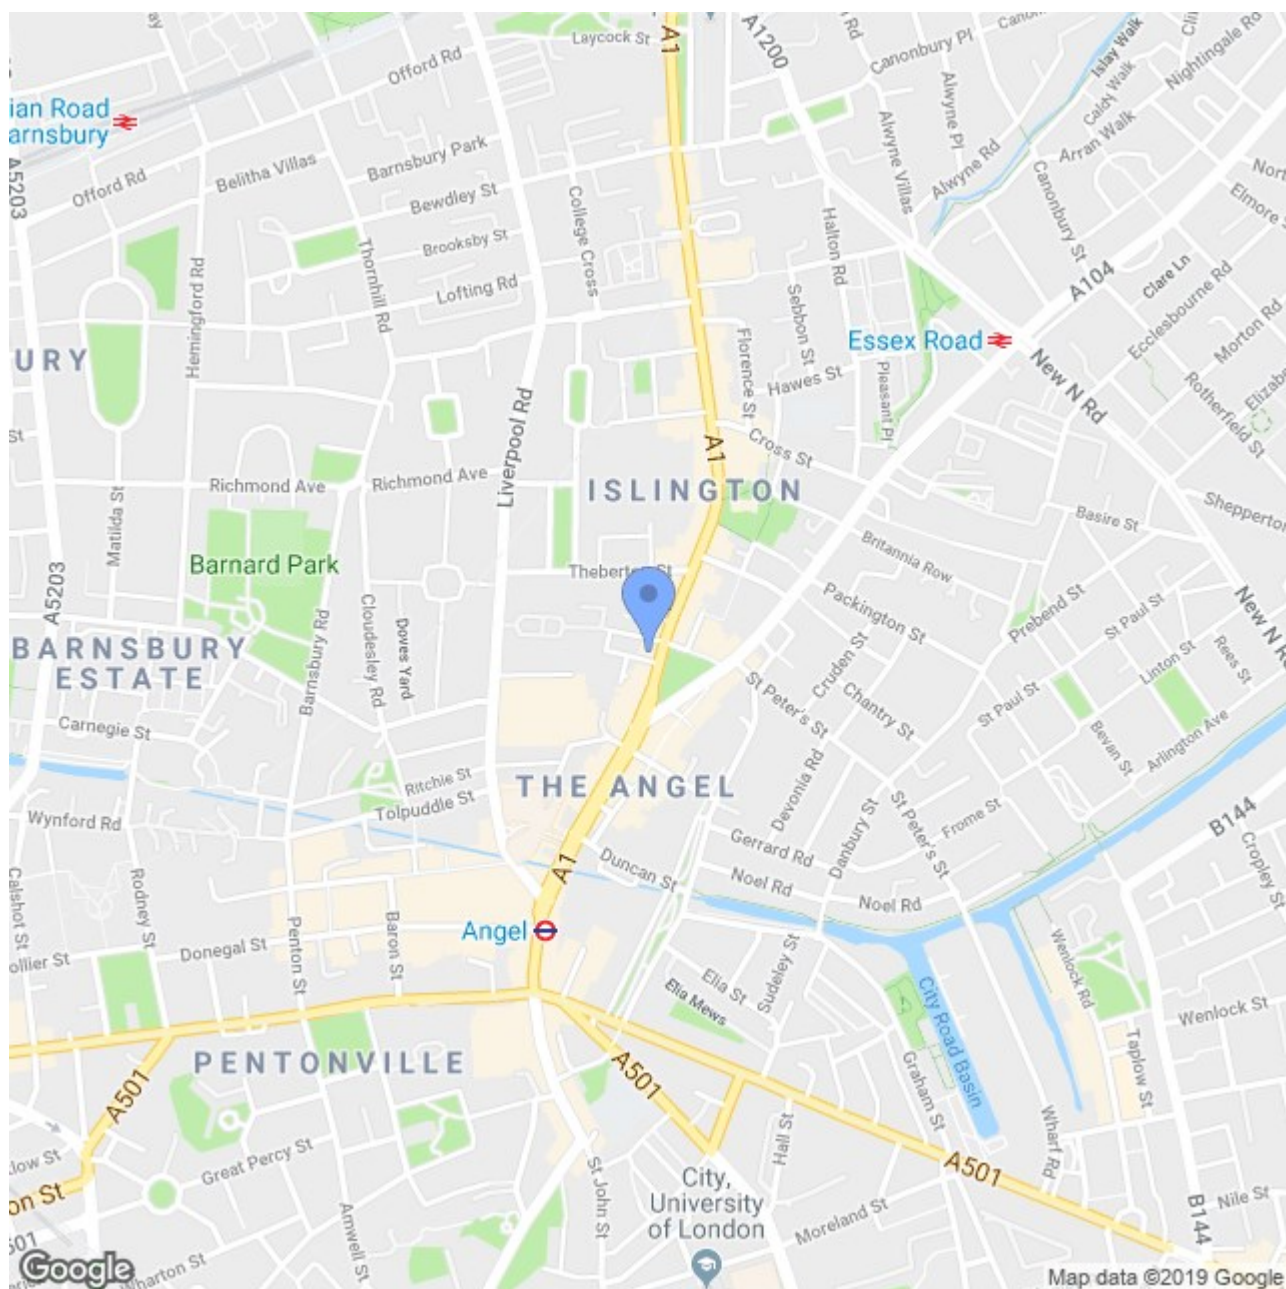 Laycock St
A1
A1200
Canonbury Pl
Islay Walk
Nightingale Rd
Offord Rd
Alwyne Pl
Caldy Walk
ian Road
arnsbury
Arran Walk
Alwyne Villas
Barnsbury Park
Belitha Villas
Offord Rd
Alwyne Rd
A5203
Bewdley St
College Cross
Canonbury St
Elmore
Halton Rd
Brooksby St
Thornhill Rd
Lofting Rd
Hemingford Rd
Sebbon St
A104
Clare Ln
Ecclesbourne Rd
Morton Rd
Essex Road
Florence St
URY
Hawes St
Pleasant Pl
New N Rd
Rotherfield St
Liverpool Rd
A1
Cross St
Richmond Ave
Richmond Ave
ISLINGTON
Matilda St
Shepperton
Basire St
Barnard Park
Britannia Row
A5203
Packington St
Prebend St
St Paul St
New N R
BARNSBURY
ESTATE
Barnsbury Rd
Cloudesley Rd
Doves Yard
Cruden St
Linton St
Rees St
St Peter's St
Chantry St
St Paul St
Carnegie St
Bevan St
Arlington Ave
Ritchie St
THE ANGEL
Devonia Rd
Tolpuddle St
Wynford Rd
Gerrard Rd
Danbury St
St Peter's St
Frome St
B144
Cropley St
A1
Duncan St
Noel Rd
Noel Rd
Calshot St
Rodney St
Penton St
Baron St
Angel
Donegal St
ollier St
Elia St
Sudeley St
Elia Mews
Wenlock Rd
Wenlock St
City Road Basin
PENTONVILLE
A501
A501
Taplow St
Graham St
Hall St
Wharf Rd
Great Percy St
St John St
A501
on St
Amwell St
City,
University
of London
Moreland St
Nile St
B144
Wharton St
Google
Map data ©2019 Google